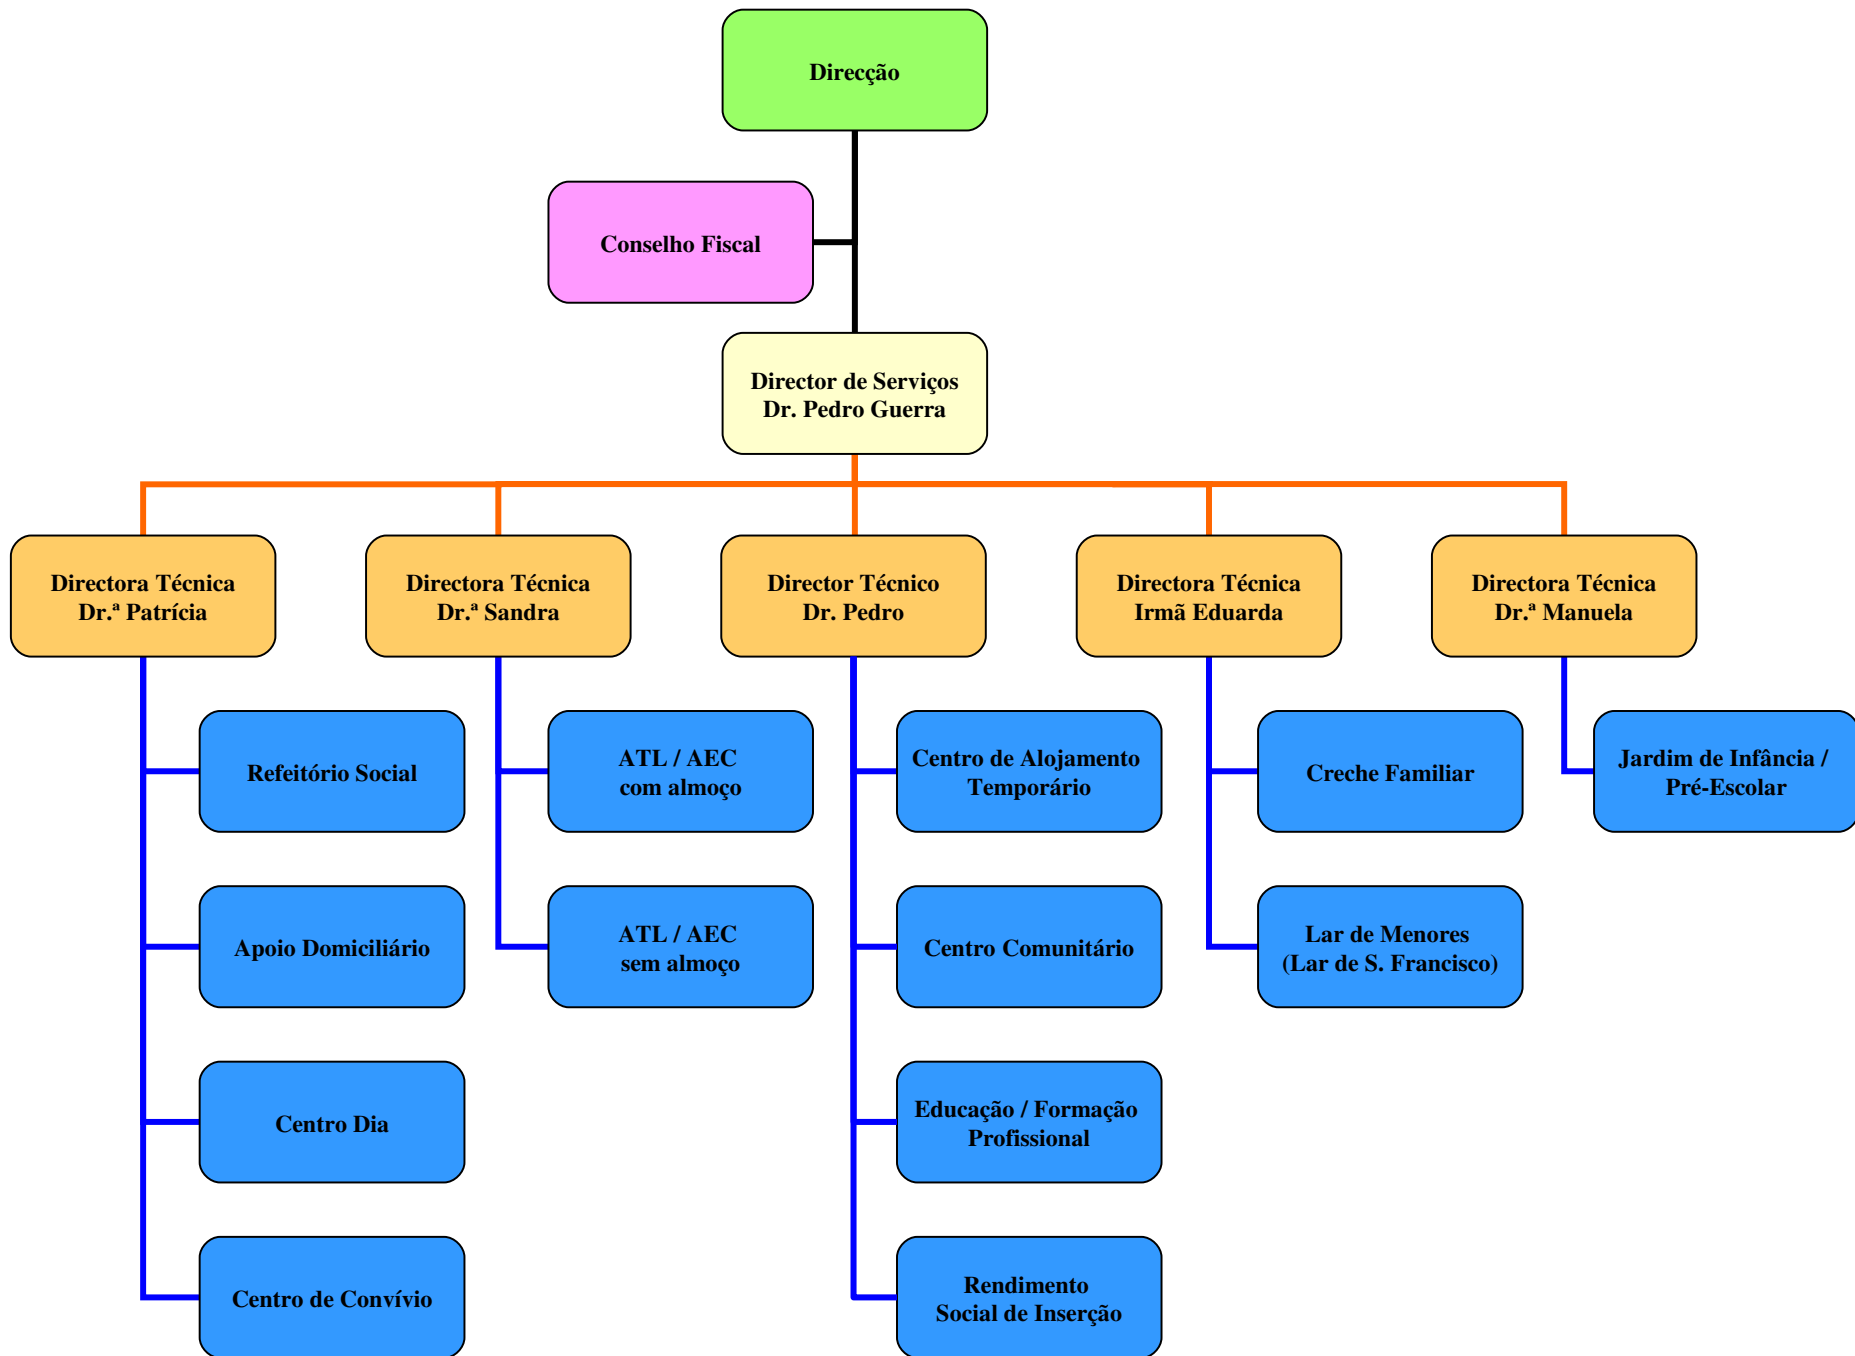 Direcção
Conselho Fiscal
Director de Serviços
Dr. Pedro Guerra
Directora Técnica
Dr.ª Patrícia
Directora Técnica
Dr.ª Sandra
Director Técnico
Dr. Pedro
Directora Técnica
Irmã Eduarda
Directora Técnica
Dr.ª Manuela
Refeitório Social
ATL / AEC
com almoço
Centro de Alojamento
Temporário
Creche Familiar
Jardim de Infância /
Pré-Escolar
Apoio Domiciliário
ATL / AEC
sem almoço
Centro Comunitário
Lar de Menores
(Lar de S. Francisco)
Centro Dia
Educação / Formação
Profissional
Centro de Convívio
Rendimento
Social de Inserção